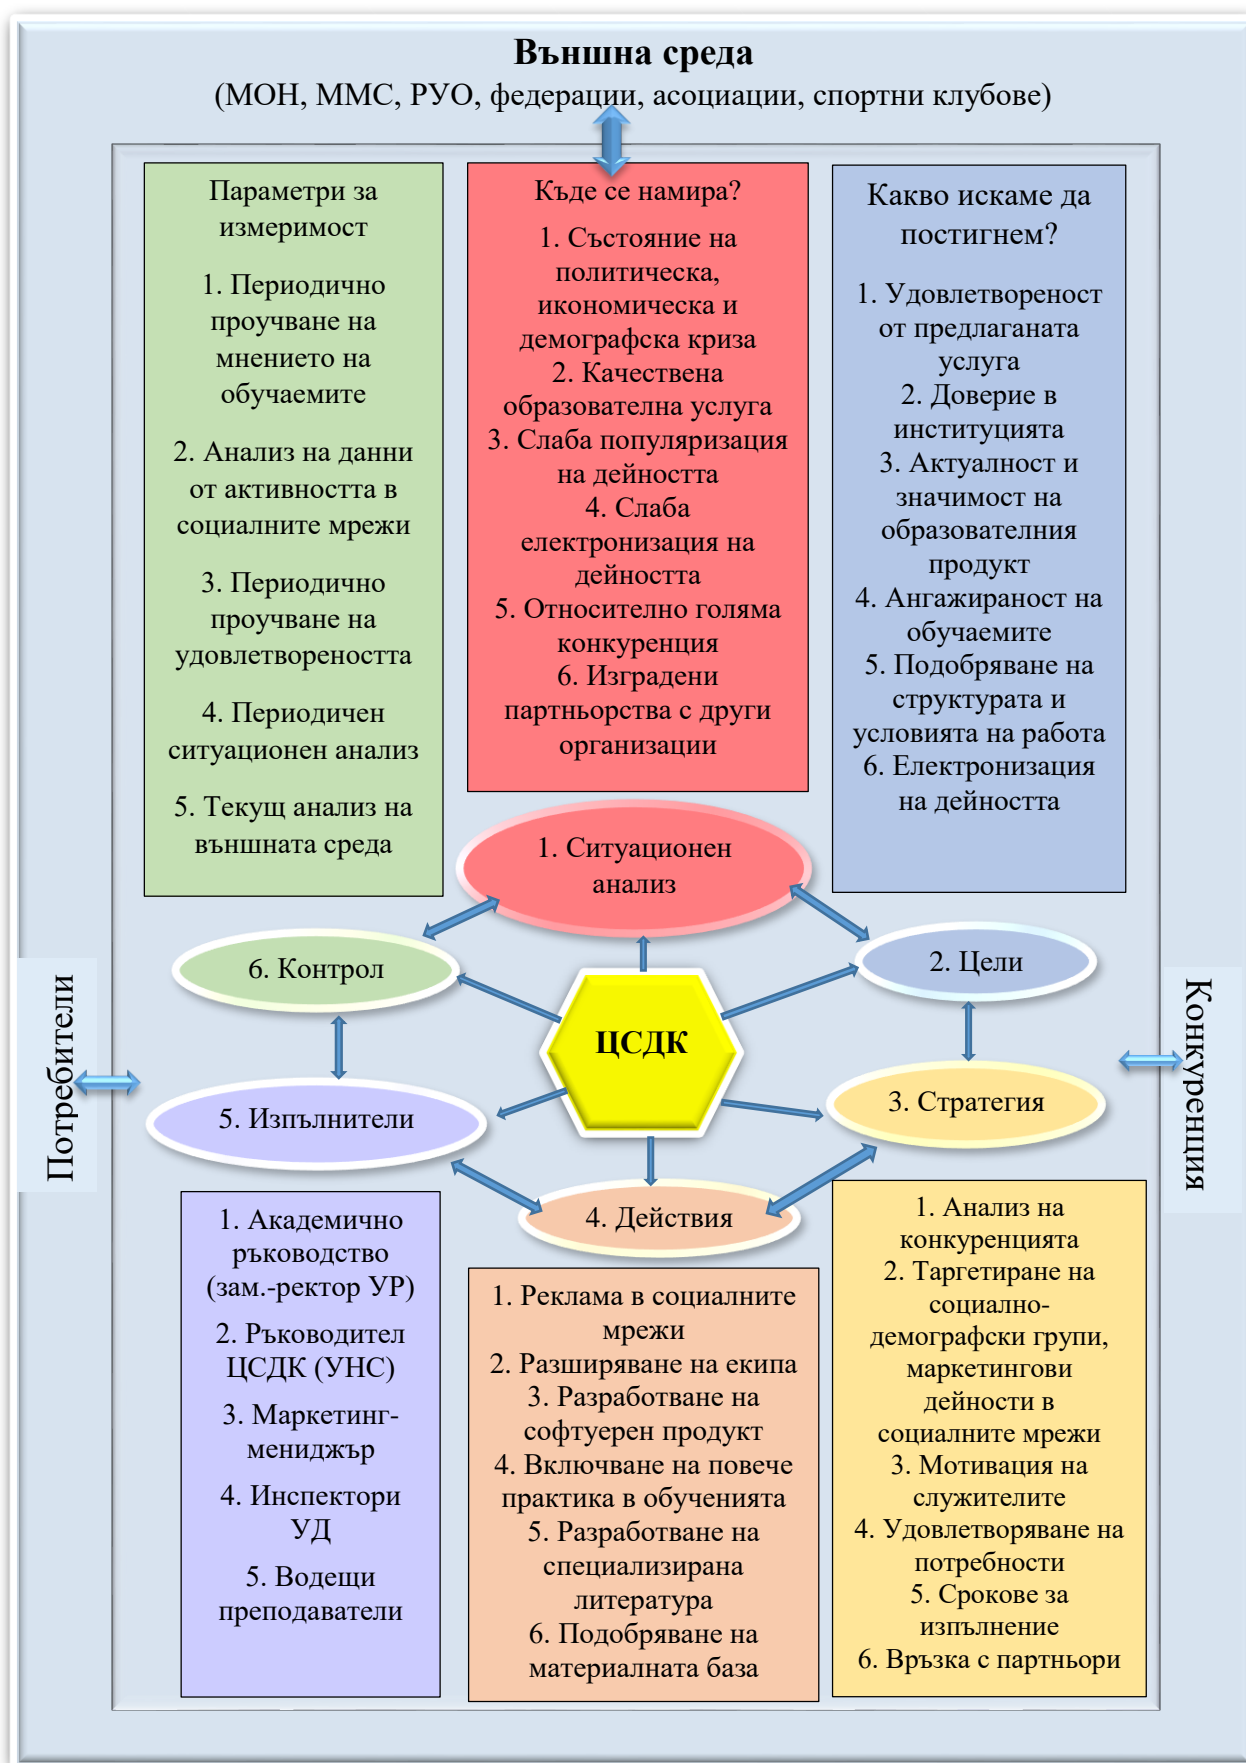 Външна среда
(МОН, ММС, РУО, федерации, асоциации, спортни клубове)
Параметри за
измеримост
1. Периодично
проучване на
мнението на
обучаемите
2. Анализ на данни
от активността в
социалните мрежи
3. Периодично
проучване на
удовлетвореността
4. Периодичен
ситуационен анализ
5. Текущ анализ на
външната среда
Къде се намира?
1. Състояние на
политическа,
икономическа и
демографска криза
2. Качествена
образователна услуга
3. Слаба популяризация
на дейността
4. Слаба
електронизация на
дейността
5. Относително голяма
конкуренция
6. Изградени
партньорства с други
организации
Какво искаме да
постигнем?
1. Удовлетвореност
от предлаганата
услуга
2. Доверие в
институцията
3. Актуалност и
значимост на
образователния
продукт
4. Ангажираност на
обучаемите
5. Подобряване на
структурата и
условията на работа
6. Електронизация
на дейността
1. Ситуационен
анализ
6. Контрол
2. Цели
ЦСДК
Потребители
Конкуренция
5. Изпълнители
3. Стратегия
4. Действия
1. Академично
ръководство
(зам.-ректор УР)
2. Ръководител
ЦСДК (УНС)
3. Маркетинг-
мениджър
4. Инспектори
УД
5. Водещи
преподаватели
1. Реклама в социалните
мрежи
2. Разширяване на екипа
3. Разработване на
софтуерен продукт
4. Включване на повече
практика в обученията
5. Разработване на
специализирана
литература
6. Подобряване на
материалната база
1. Анализ на
конкуренцията
2. Таргетиране на
социално-
демографски групи,
маркетингови
дейности в
социалните мрежи
3. Мотивация на
служителите
4. Удовлетворяване на
потребности
5. Срокове за
изпълнение
6. Връзка с партньори